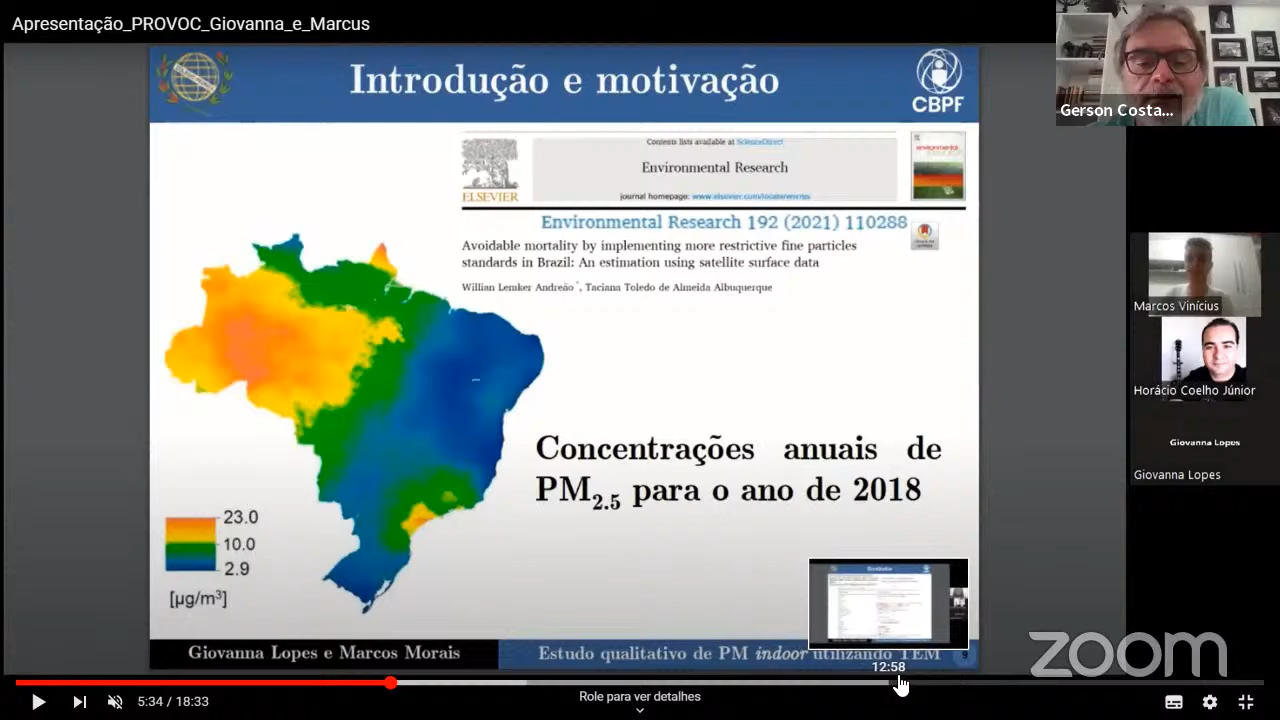 Apresentação_PROVOC_Giovanna_e_Marcus
Introdução e motivação
CBPF
Gerson Costa...
Contents lists available at ScienceDirect
Environmental Research
journal homepage: www.elsevier.com/locate/envres
ELSEVIER
Environmental Research 192 (2021) 110288
Avoidable mortality by implementing more restrictive fine particles
standards in Brazil: An estimation using satellite surface data
Willian Lemker Andreão*, Taciana Toledo de Almeida Albuquerque
Marcos Vinícius
Horácio Coelho Júnior
Giovanna Lopes
Giovanna Lopes
Concentrações anuais de
PM2.5 para o ano de 2018
23.0
10.0
2.9
[µg/m³]
Giovanna Lopes e Marcos Morais
Estudo qualitativo de PM indoor utilizando TEM
9
zoom
12:58
5:34 / 18:33
Role para ver detalhes